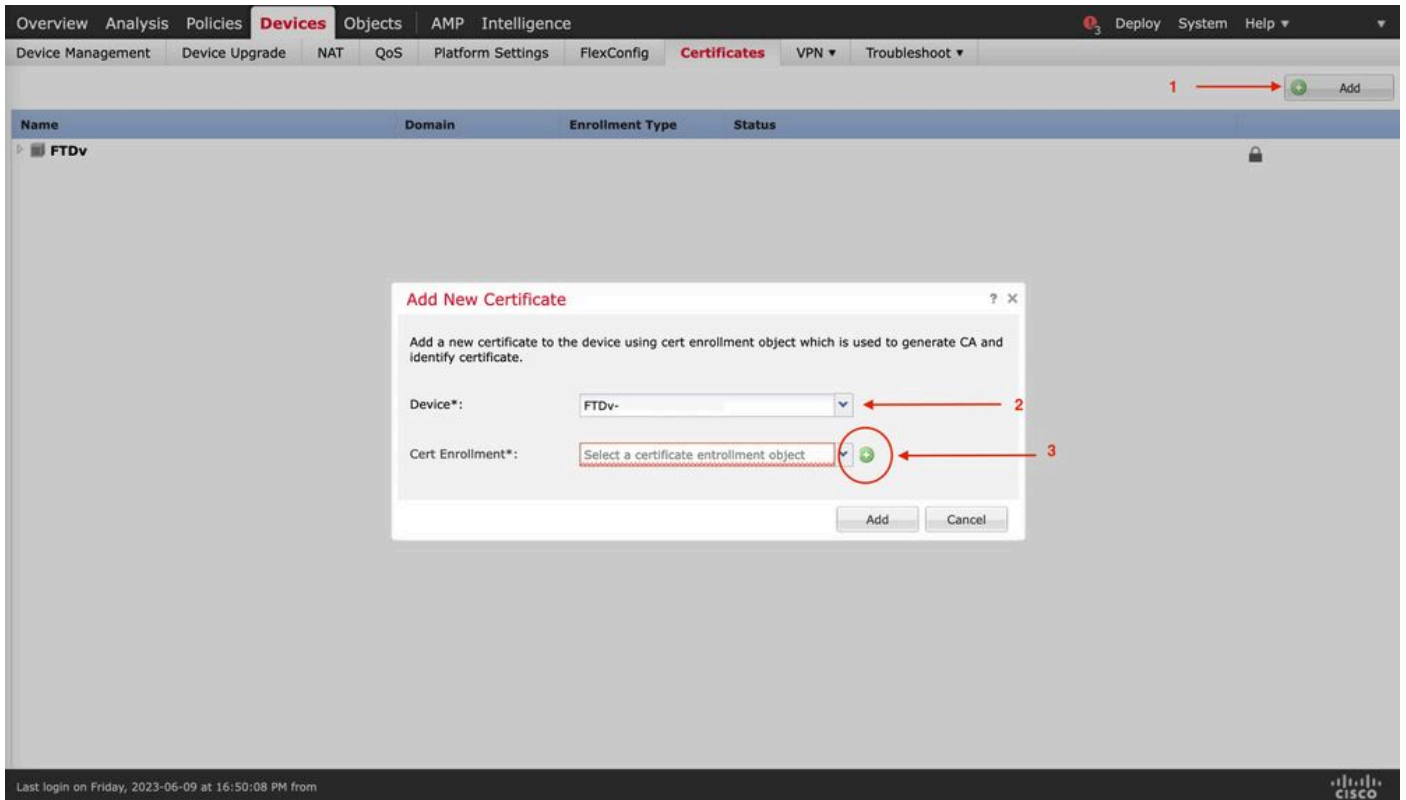 Overview Analysis Policies Devices Objects AMP Intelligence 3 Deploy System Help
Device Management Device Upgrade NAT QoS Platform Settings FlexConfig Certificates VPN Troubleshoot
1 Add
Name Domain Enrollment Type Status
FTDv
Add New Certificate ?
Add a new certificate to the device using cert enrollment object which is used to generate CA and
identify certificate.
Device*: FTDv- 2
Cert Enrollment*: Select a certificate entrollment object 3
Add Cancel
Last login on Friday, 2023-06-09 at 16:50:08 PM from
CISCO